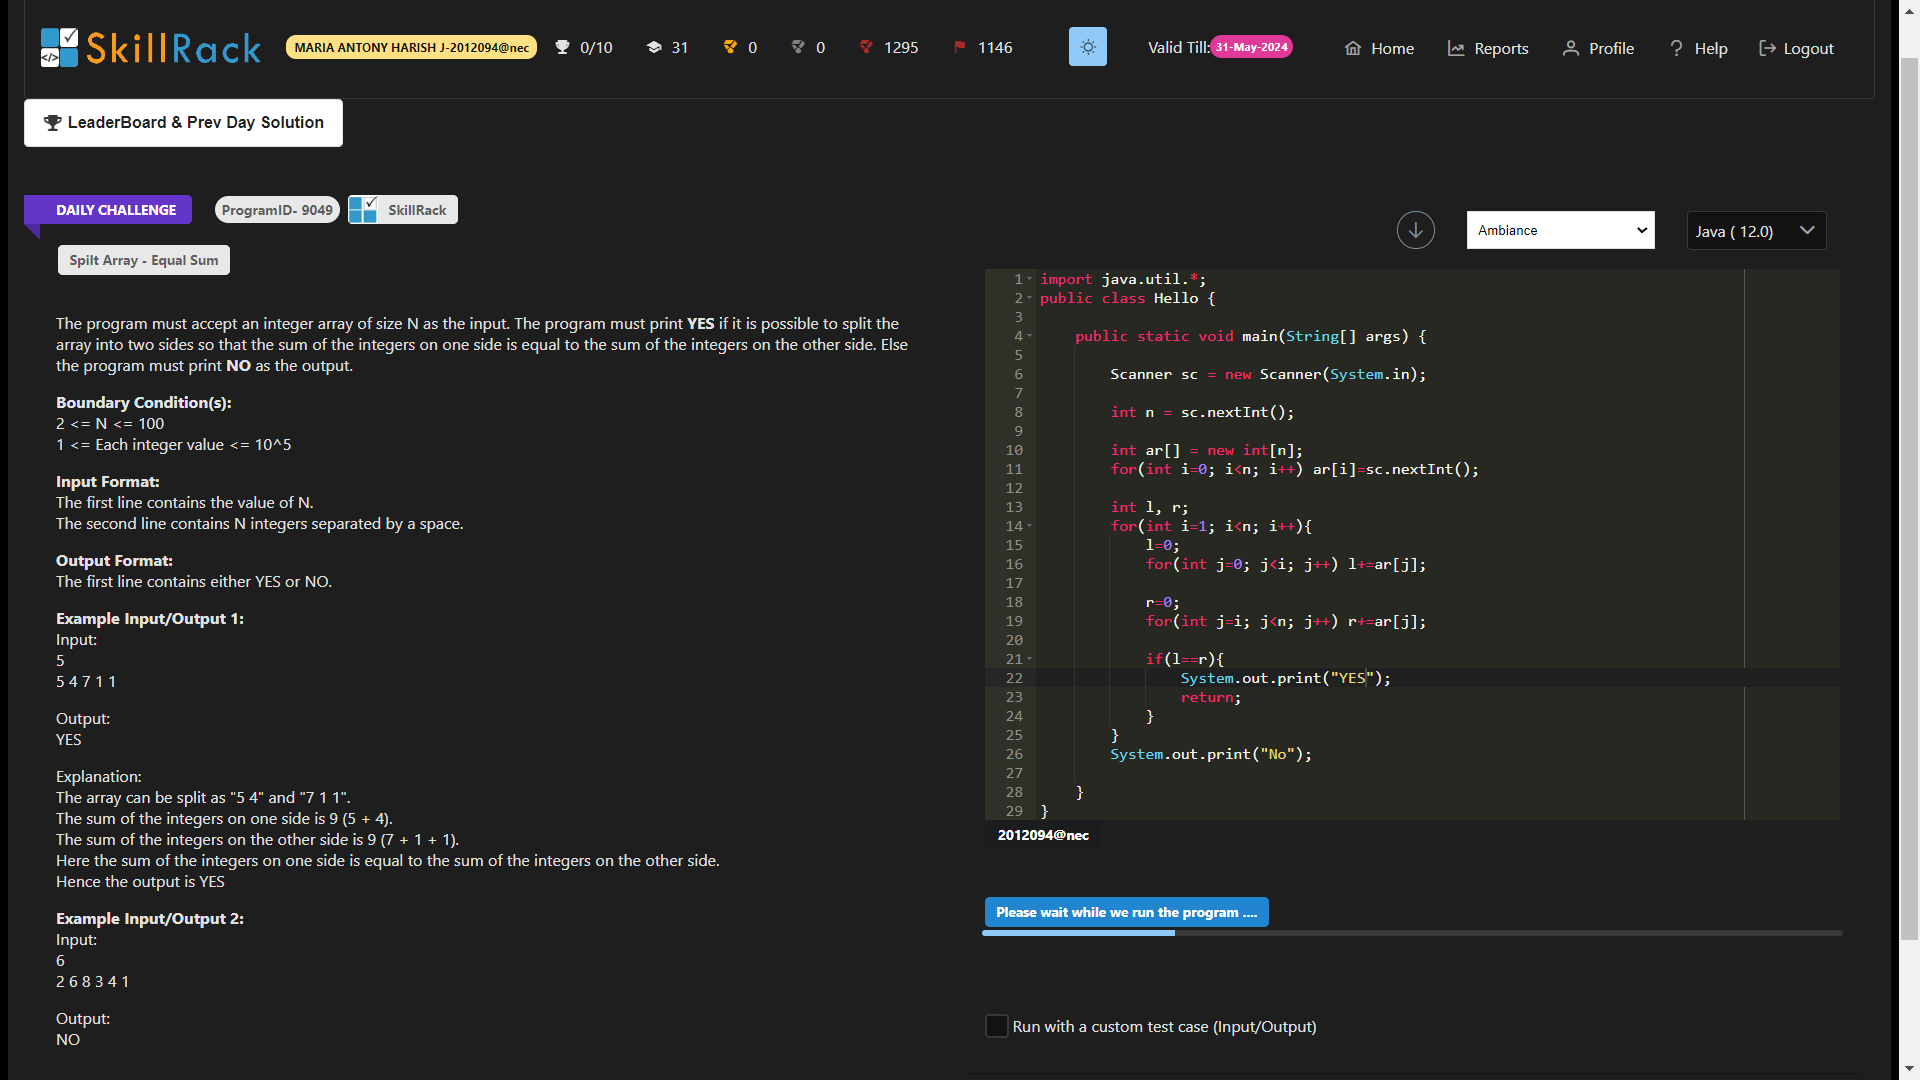 SkillRack
MARIA ANTONY HARISH J-2012094@nec
0/10
31
0
0
1295
1146
Valid Till: 31-May-2024
Home
Reports
Profile
? Help
Logout
LeaderBoard & Prev Day Solution
DAILY CHALLENGE
ProgramID- 9049
SkillRack
Spilt Array - Equal Sum
The program must accept an integer array of size N as the input. The program must print YES if it is possible to split the
array into two sides so that the sum of the integers on one side is equal to the sum of the integers on the other side. Else
the program must print NO as the output.
Boundary Condition(s):
2 <= N <= 100
1 <= Each integer value <= 10^5
Input Format:
The first line contains the value of N.
The second line contains N integers separated by a space.
Output Format:
The first line contains either YES or NO.
Example Input/Output 1:
Input:
5
5 4 7 1 1
Output:
YES
Explanation:
The array can be split as "5 4" and "7 1 1".
The sum of the integers on one side is 9 (5 + 4).
The sum of the integers on the other side is 9 (7 + 1 + 1).
Here the sum of the integers on one side is equal to the sum of the integers on the other side.
Hence the output is YES
Example Input/Output 2:
Input:
6
2 6 8 3 4 1
Output:
NO
Ambiance
Java ( 12.0)
1 import java.util.*;
2 public class Hello {
3
4 public static void main(String[] args) {
5
6 Scanner sc = new Scanner(System.in);
7
8 int n = sc.nextInt();
9
10 int ar[] = new int[n];
11 for(int i=0; i<n; i++) ar[i]=sc.nextInt();
12
13 int l, r;
14 for(int i=1; i<n; i++){
15 l=0;
16 for(int j=0; j<i; j++) l+=ar[j];
17
18 r=0;
19 for(int j=i; j<n; j++) r+=ar[j];
20
21 if(l==r){
22 System.out.print("YES");
23 return;
24 }
25 }
26 System.out.print("No");
27
28 }
29 }
2012094@nec
Please wait while we run the program ....
Run with a custom test case (Input/Output)